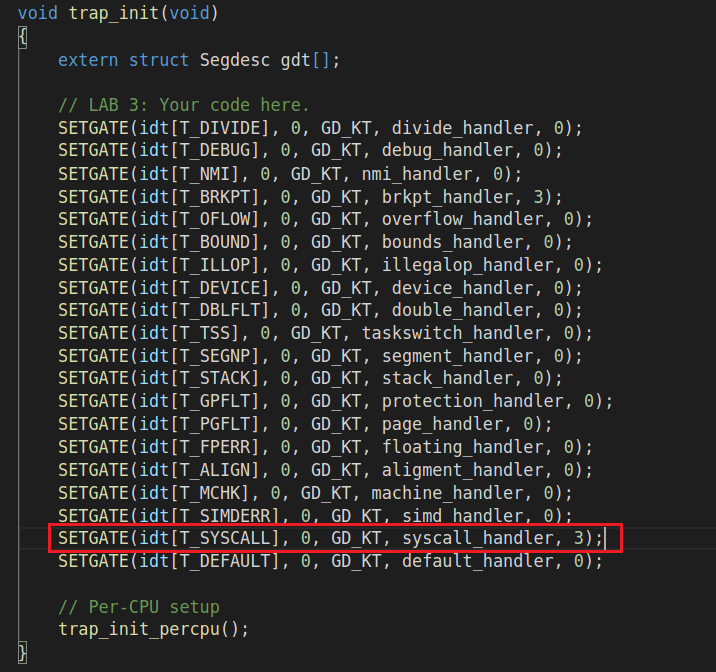 void trap_init(void)
{
    extern struct Segdesc gdt[];
    // LAB 3: Your code here.
    SETGATE(idt[T_DIVIDE], 0, GD_KT, divide_handler, 0);
    SETGATE(idt[T_DEBUG], 0, GD_KT, debug_handler, 0);
    SETGATE(idt[T_NMI], 0, GD_KT, nmi_handler, 0);
    SETGATE(idt[T_BRKPT], 0, GD_KT, brkpt_handler, 3);
    SETGATE(idt[T_OFLOW], 0, GD_KT, overflow_handler, 0);
    SETGATE(idt[T_BOUND], 0, GD_KT, bounds_handler, 0);
    SETGATE(idt[T_ILLOP], 0, GD_KT, illegalop_handler, 0);
    SETGATE(idt[T_DEVICE], 0, GD_KT, device_handler, 0);
    SETGATE(idt[T_DBLFLT], 0, GD_KT, double_handler, 0);
    SETGATE(idt[T_TSS], 0, GD_KT, taskswitch_handler, 0);
    SETGATE(idt[T_SEGNP], 0, GD_KT, segment_handler, 0);
    SETGATE(idt[T_STACK], 0, GD_KT, stack_handler, 0);
    SETGATE(idt[T_GPFLT], 0, GD_KT, protection_handler, 0);
    SETGATE(idt[T_PGFLT], 0, GD_KT, page_handler, 0);
    SETGATE(idt[T_FPERR], 0, GD_KT, floating_handler, 0);
    SETGATE(idt[T_ALIGN], 0, GD_KT, aligment_handler, 0);
    SETGATE(idt[T_MCHK], 0, GD_KT, machine_handler, 0);
    SETGATE(idt[T_SIMDERR], 0, GD_KT, simd_handler, 0);
    SETGATE(idt[T_SYSCALL], 0, GD_KT, syscall_handler, 3);
    SETGATE(idt[T_DEFAULT], 0, GD_KT, default_handler, 0);
    // Per-CPU setup
    trap_init_percpu();
}